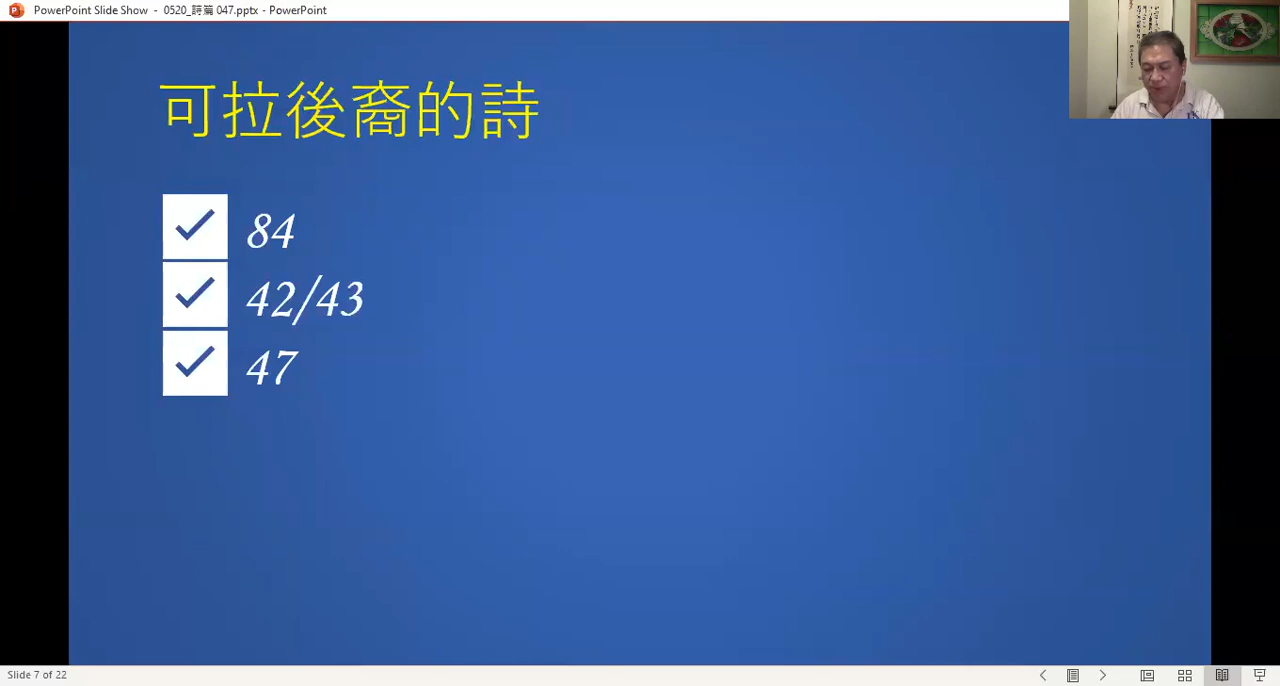 PowerPoint Slide Show - 0520_詩篇 047.pptx - PowerPoint
可拉後裔的詩
84
42/43
47
Slide 7 of 22